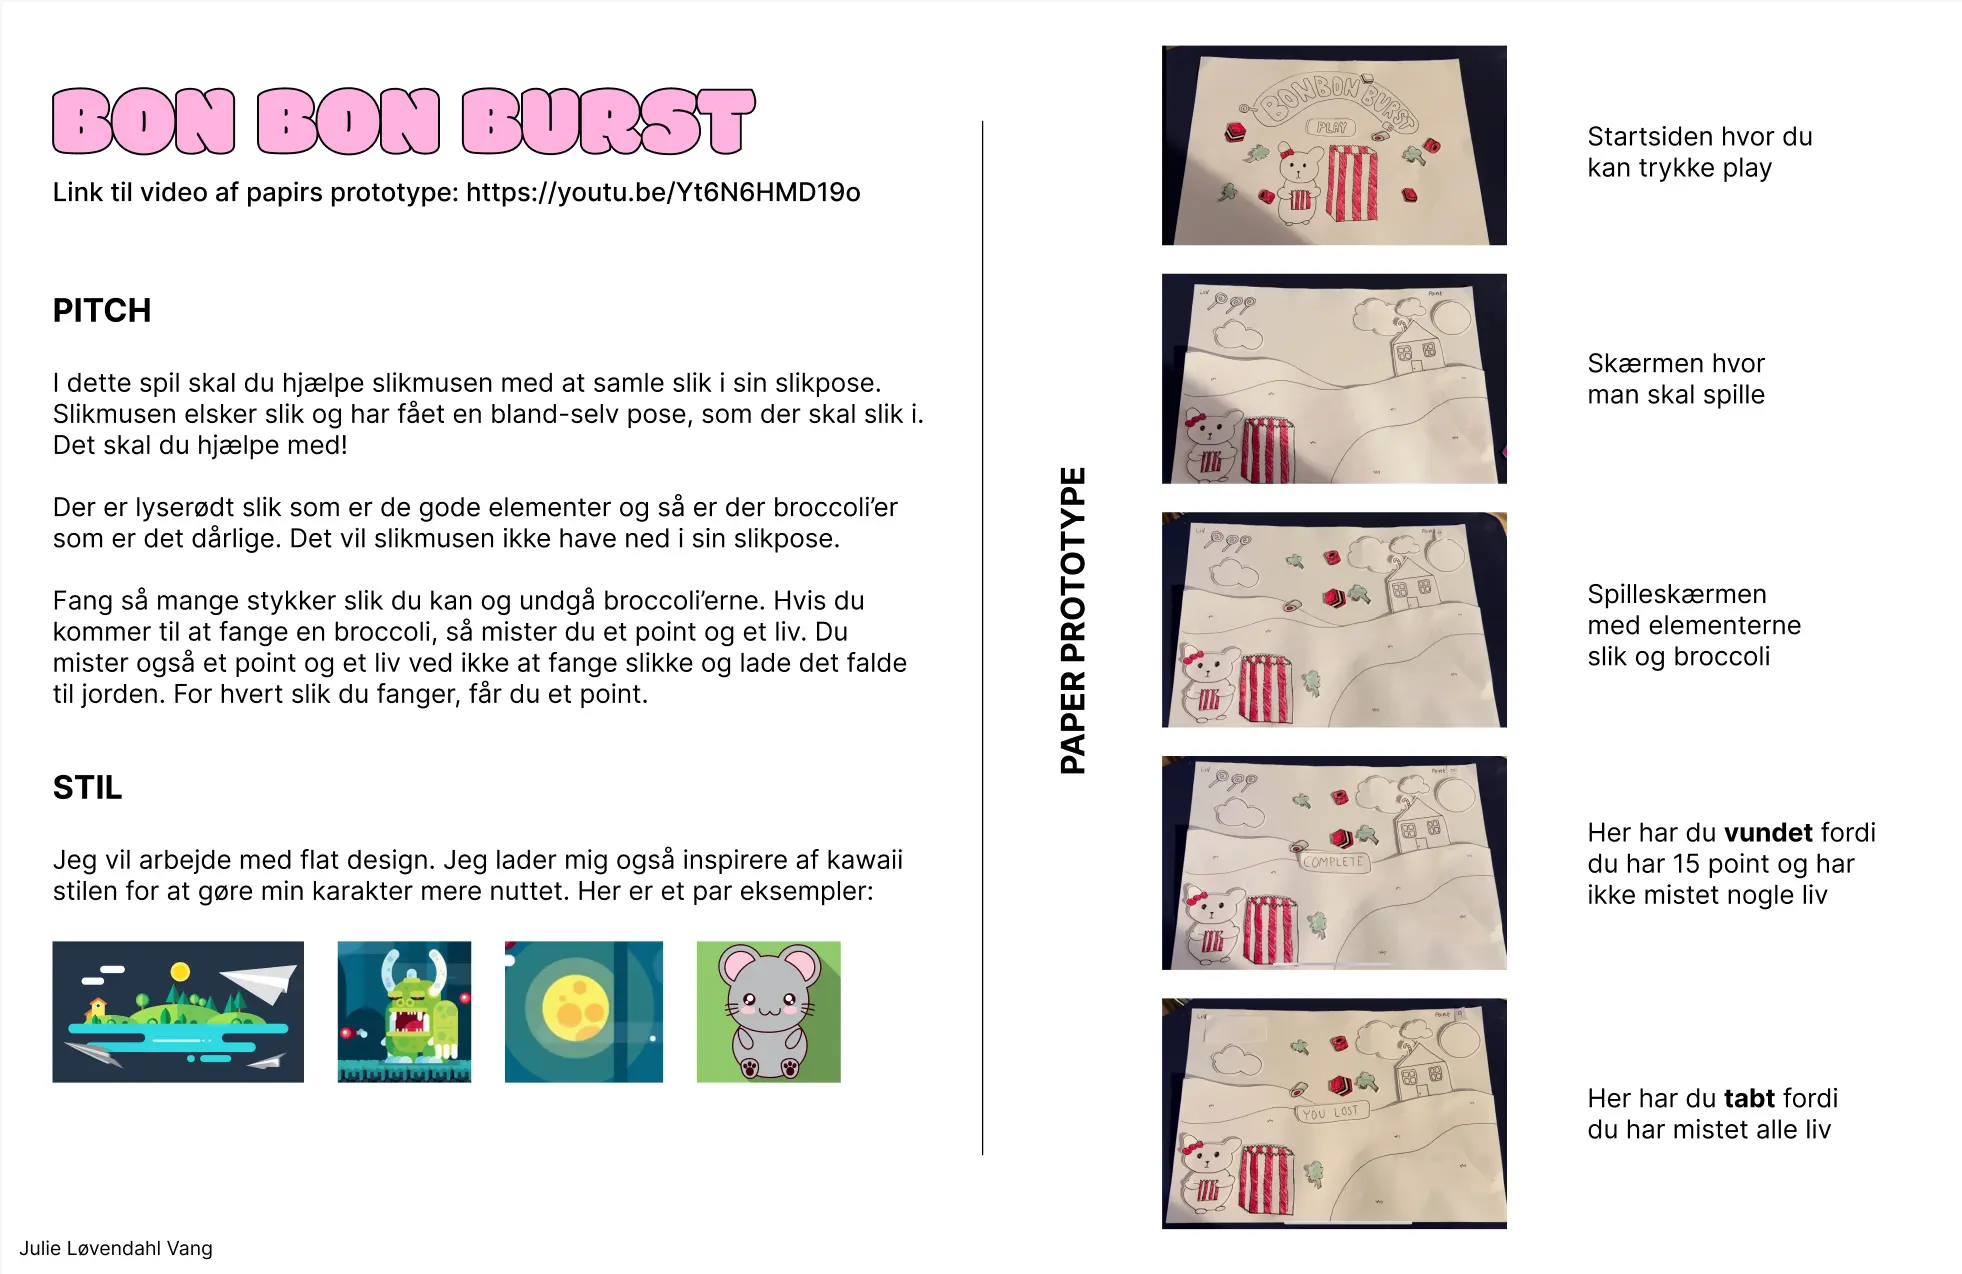 BON BON BURST
Link til video af papirs prototype: https://youtu.be/Yt6N6HMD19o
PITCH
I dette spil skal du hjælpe slikmusen med at samle slik i sin slikpose.
Slikmusen elsker slik og har fået en bland-selv pose, som der skal slik i.
Det skal du hjælpe med!
Der er lyserødt slik som er de gode elementer og så er der broccoli’er
som er det dårlige. Det vil slikmusen ikke have ned i sin slikpose.
Fang så mange stykker slik du kan og undgå broccoli’erne. Hvis du
kommer til at fange en broccoli, så mister du et point og et liv. Du
mister også et point og et liv ved ikke at fange slikke og lade det falde
til jorden. For hvert slik du fanger, får du et point.
STIL
Jeg vil arbejde med flat design. Jeg lader mig også inspirere af kawaii
stilen for at gøre min karakter mere nuttet. Her er et par eksempler:
Julie Løvendahl Vang
PAPER PROTOTYPE
BONBON BURST
PLAY
Startsiden hvor du
kan trykke play
LIV
Point
Skærmen hvor
man skal spille
LIV
Point
Spilleskærmen
med elementerne
slik og broccoli
LIV
Point
COMPLETE
Her har du vundet fordi
du har 15 point og har
ikke mistet nogle liv
LIV
Point 9
YOU LOST
Her har du tabt fordi
du har mistet alle liv